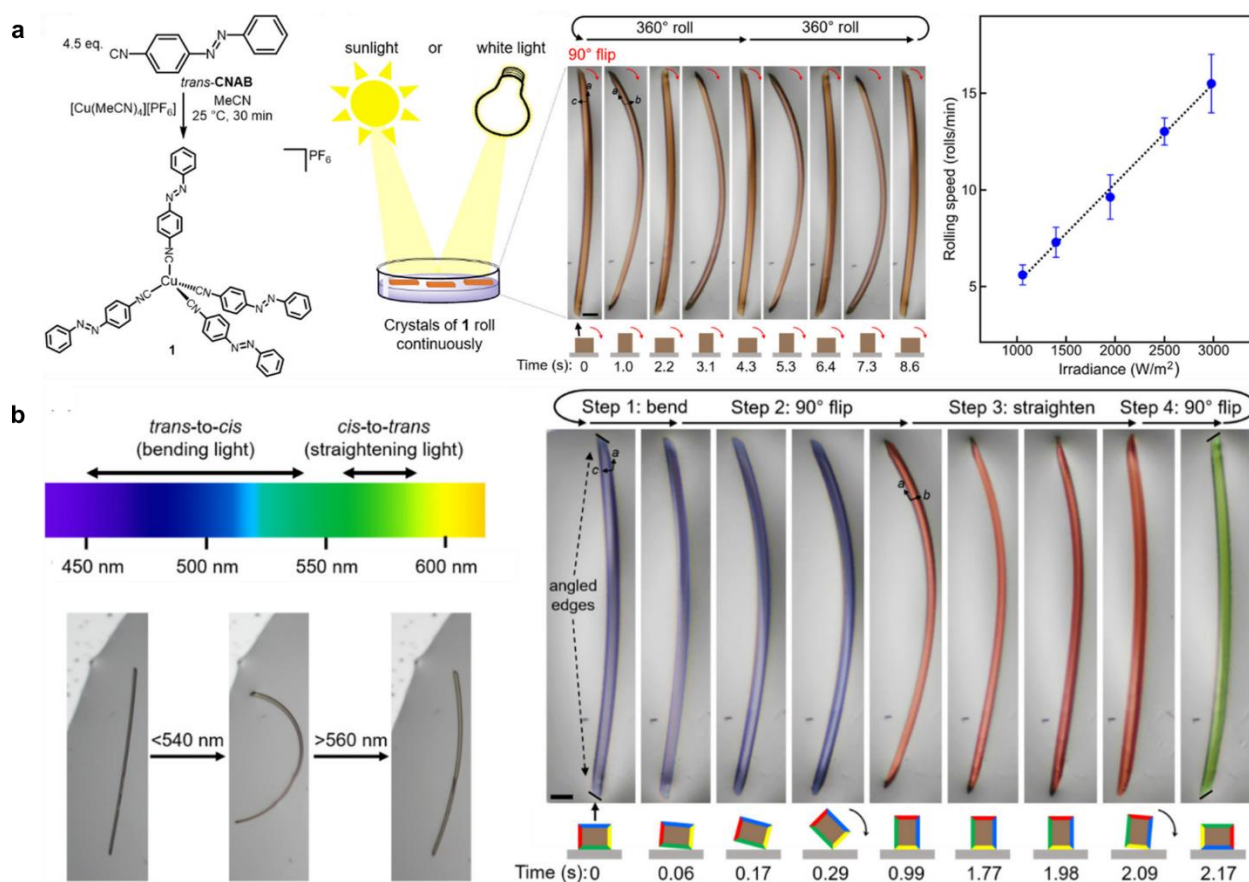 a
4.5 eq.
CN
N
N
trans-CNAB
[Cu(MeCN)4][PF6]
MeCN
25 °C, 30 min
PF6
N
N
NC
Cu
NC
CN
CN
N
N
N
N
N
N
1
sunlight or white light
Crystals of 1 roll
continuously
360° roll 360° roll
90° flip
a
c
a
b
Time (s): 0 1.0 2.2 3.1 4.3 5.3 6.4 7.3 8.6
Rolling speed (rolls/min)
15
10
5
1000 1500 2000 2500 3000
Irradiance (W/m2)
b
trans-to-cis
(bending light)
cis-to-trans
(straightening light)
450 nm 500 nm 550 nm 600 nm
<540 nm >560 nm
Step 1: bend Step 2: 90° flip Step 3: straighten Step 4: 90° flip
a
c
a
b
angled
edges
Time (s): 0 0.06 0.17 0.29 0.99 1.77 1.98 2.09 2.17